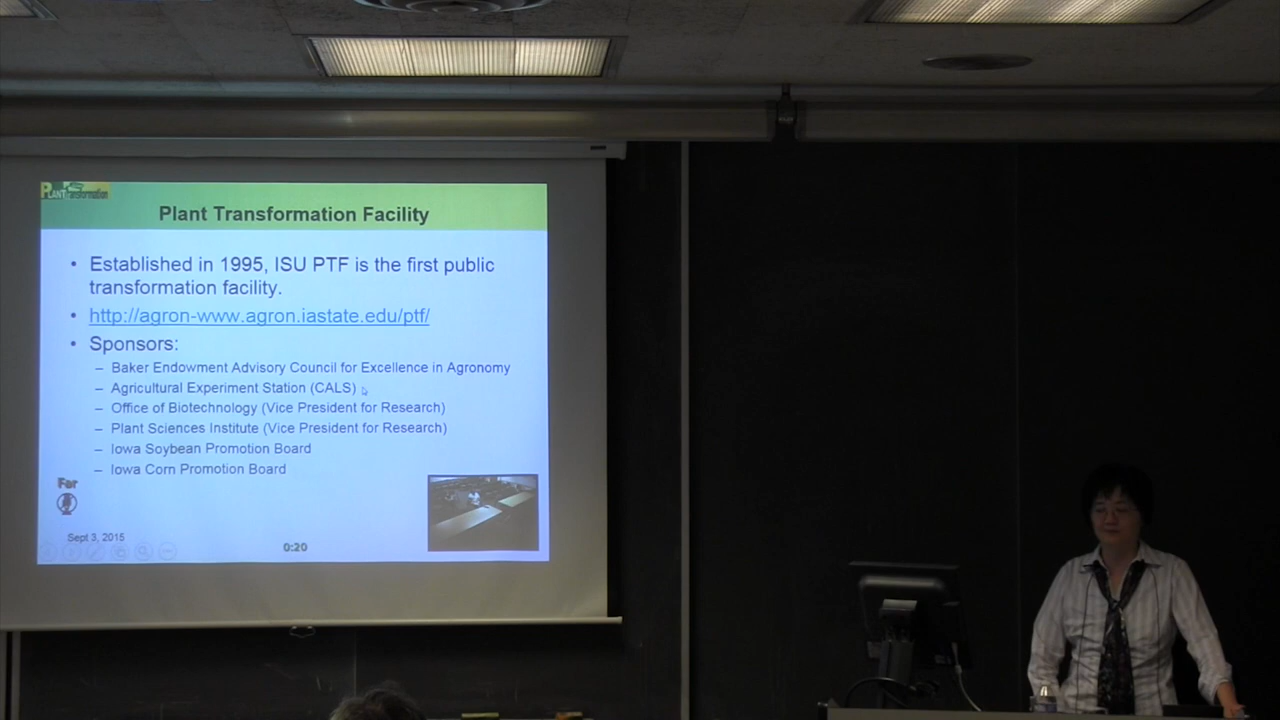 PLANT Transformation
Plant Transformation Facility
• Established in 1995, ISU PTF is the first public
transformation facility.
• http://agron-www.agron.iastate.edu/ptf/
• Sponsors:
– Baker Endowment Advisory Council for Excellence in Agronomy
– Agricultural Experiment Station (CALS)
– Office of Biotechnology (Vice President for Research)
– Plant Sciences Institute (Vice President for Research)
– Iowa Soybean Promotion Board
– Iowa Corn Promotion Board
Far
Sept 3, 2015
0:20